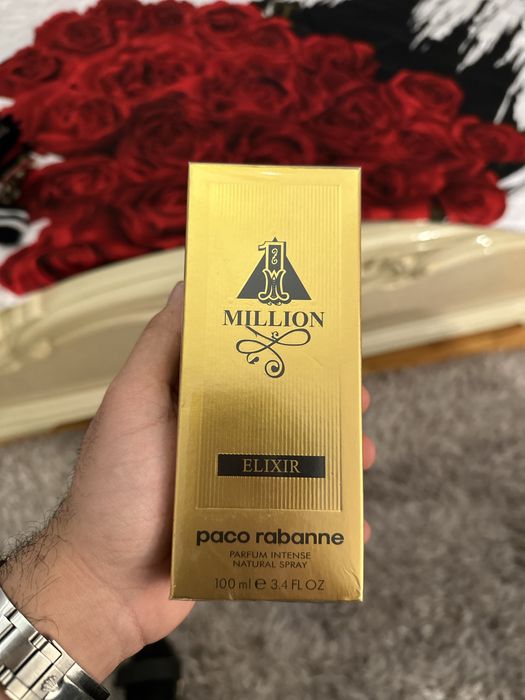 1
MILLION
ELIXIR
paco rabanne
PARFUM INTENSE
NATURAL SPRAY
100 ml e 3.4 FL OZ